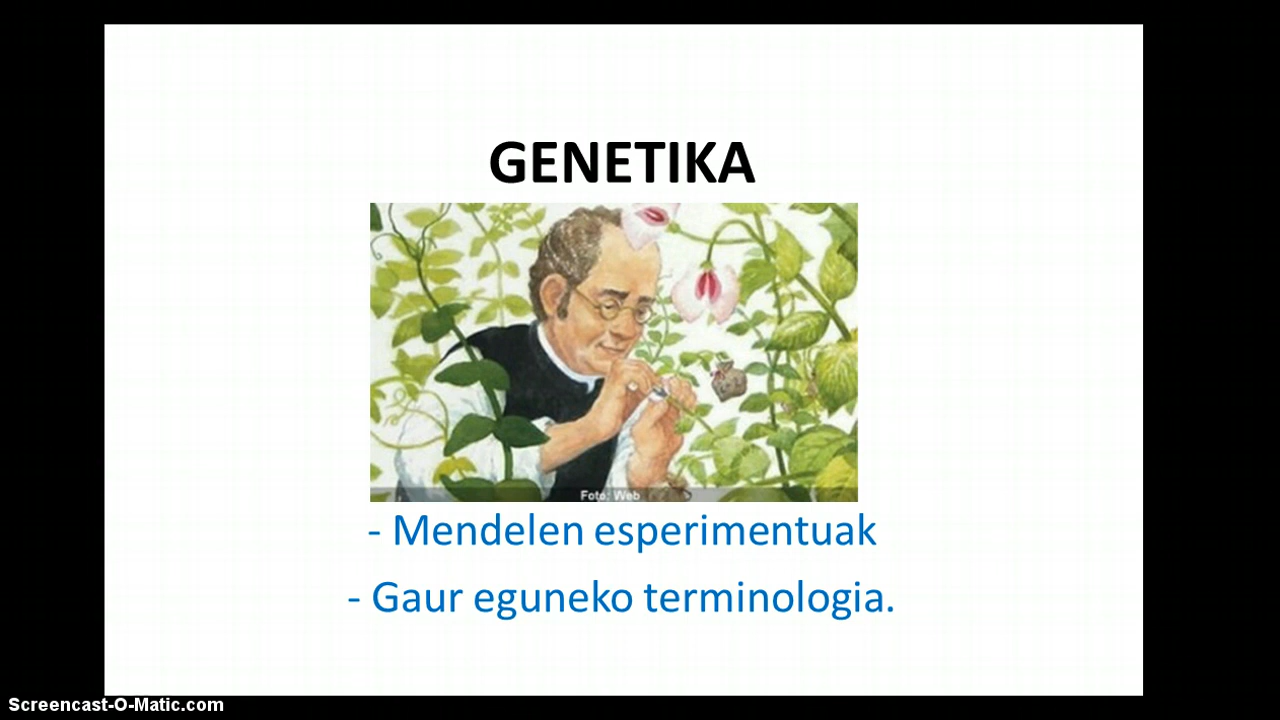 GENETIKA
Foto: Web
- Mendelen esperimentuak
- Gaur eguneko terminologia.
Screencast-O-Matic.com